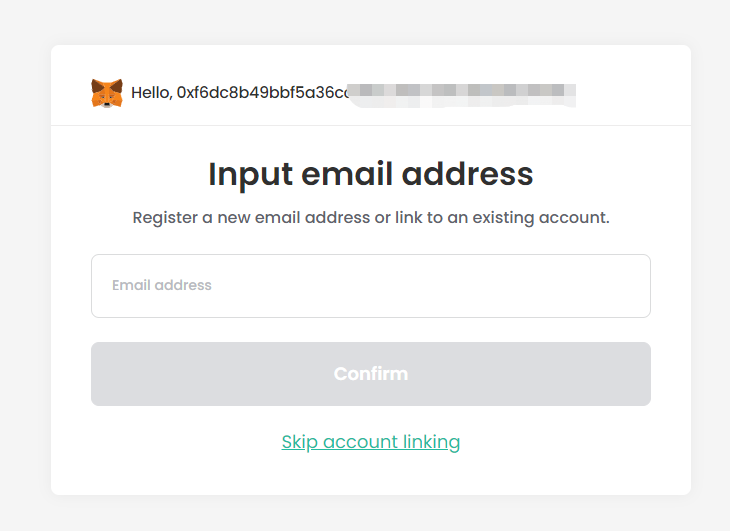 Hello, 0xf6dc8b49bbf5a36c
Input email address
Register a new email address or link to an existing account.
Email address
Confirm
Skip account linking